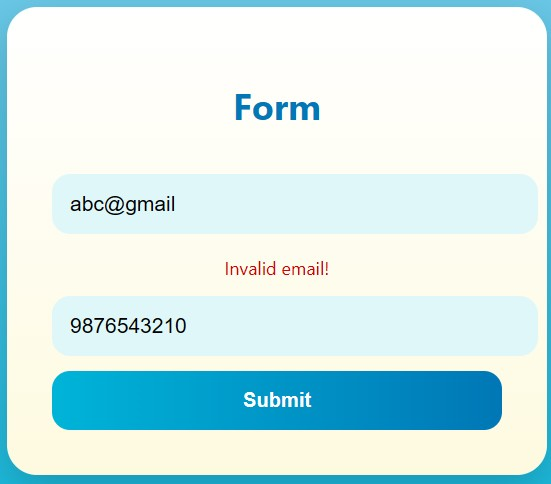 Form
abc@gmail
Invalid email!
9876543210
Submit